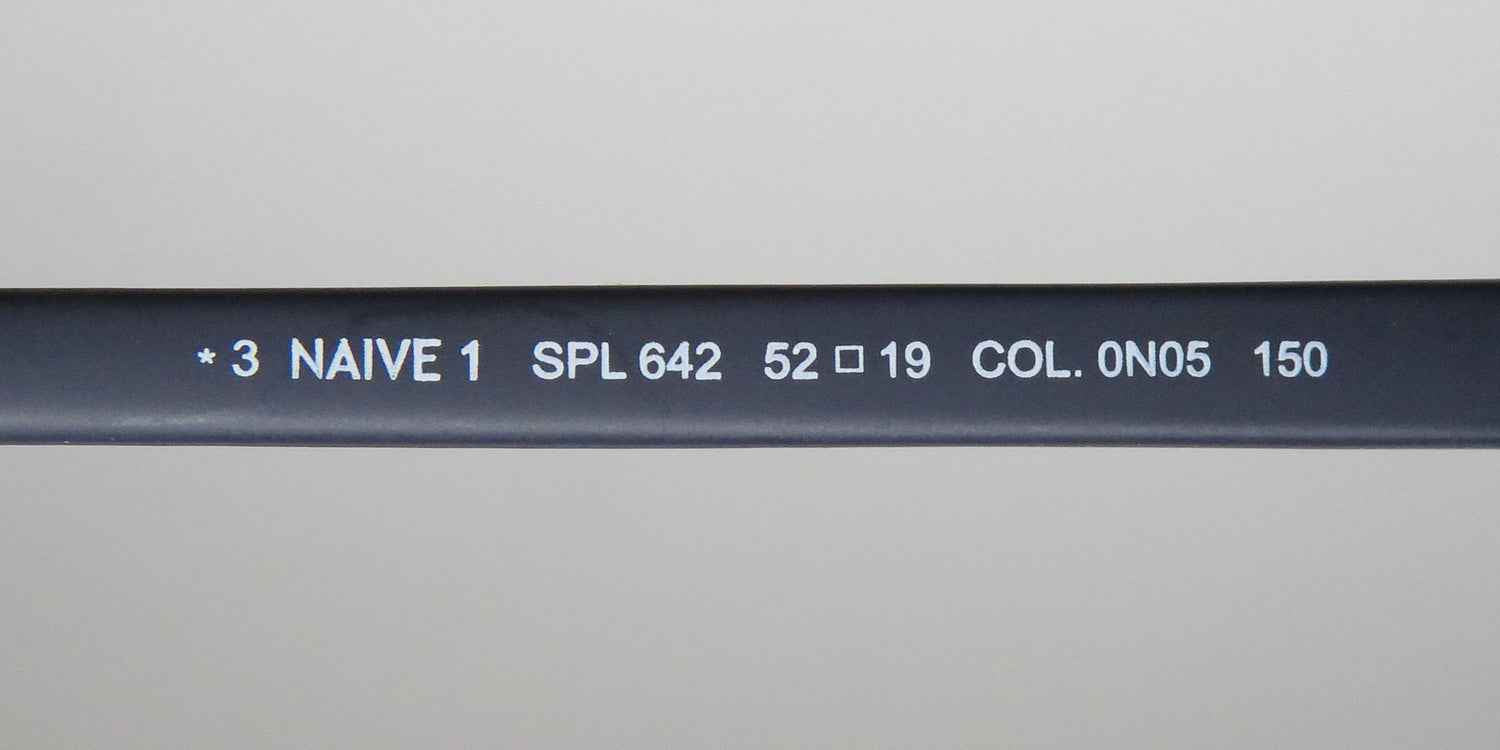 * 3 NAIVE 1 SPL 642 52 □ 19 COL. 0N05 150